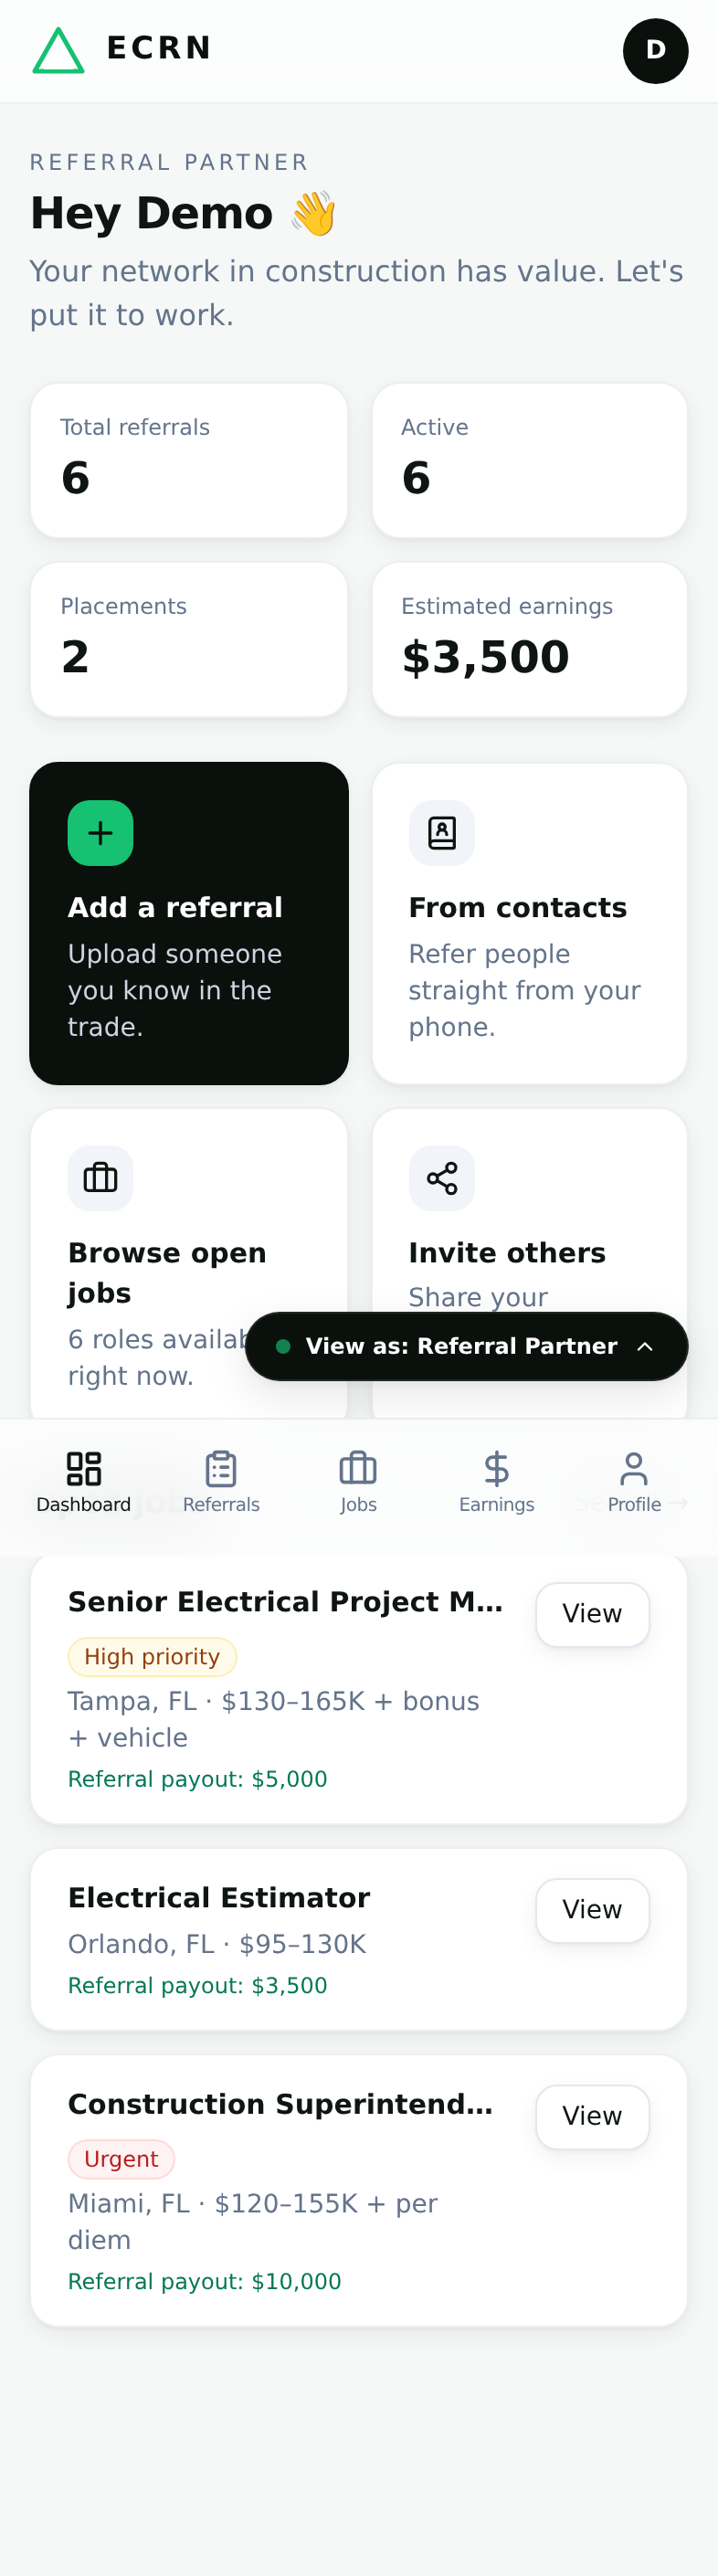 ECRN
D
REFERRAL PARTNER
Hey Demo 👋
Your network in construction has value. Let's
put it to work.
Total referrals
6
Active
6
Placements
2
Estimated earnings
$3,500
Add a referral
Upload someone
you know in the
trade.
From contacts
Refer people
straight from your
phone.
Browse open
jobs
6 roles availab
right now.
Invite others
Share your
View as: Referral Partner
Dashboard
Referrals
Jobs
Earnings
Profile
Senior Electrical Project M...
View
High priority
Tampa, FL · $130–165K + bonus
+ vehicle
Referral payout: $5,000
Electrical Estimator
View
Orlando, FL · $95–130K
Referral payout: $3,500
Construction Superintend...
View
Urgent
Miami, FL · $120–155K + per
diem
Referral payout: $10,000